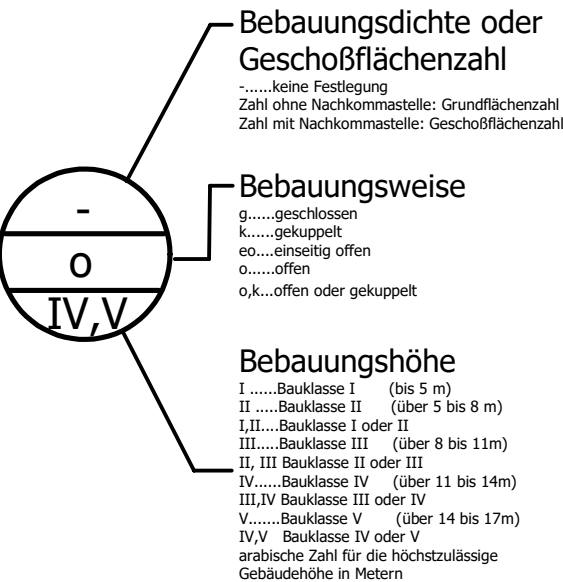 Bebauungsdichte oder
Geschoßflächenzahl
-......keine Festlegung
Zahl ohne Nachkommastelle: Grundflächenzahl
Zahl mit Nachkommastelle: Geschoßflächenzahl
-
o
IV,V
Bebauungsweise
g......geschlossen
k......gekuppelt
eo....einseitig offen
o......offen
o,k...offen oder gekuppelt
Bebauungshöhe
I ......Bauklasse I (bis 5 m)
II .....Bauklasse II (über 5 bis 8 m)
I,II....Bauklasse I oder II
III.....Bauklasse III (über 8 bis 11m)
II, III Bauklasse II oder III
IV......Bauklasse IV (über 11 bis 14m)
III,IV Bauklasse III oder IV
V.......Bauklasse V (über 14 bis 17m)
IV,V Bauklasse IV oder V
arabische Zahl für die höchstzulässige
Gebäudehöhe in Metern